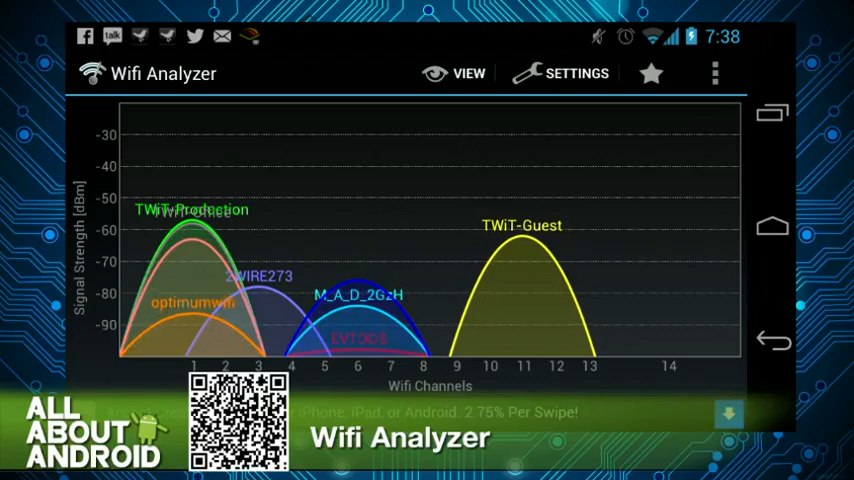 talk
7:38
Wifi Analyzer
VIEW
SETTINGS
-30
-40
-50
-60
-70
-80
-90
Signal Strength [dBm]
TWiT-Production
TWiT-Guest
2WIRE273
M_A_D_2GzH
optimumwifi
EVTOOS
1 2 3 4 5 6 7 8 9 10 11 12 13 14
Wifi Channels
iPhone, iPad, or Android. 2.75% Per Swipe!
ALL
ABOUT
ANDROID
Wifi Analyzer